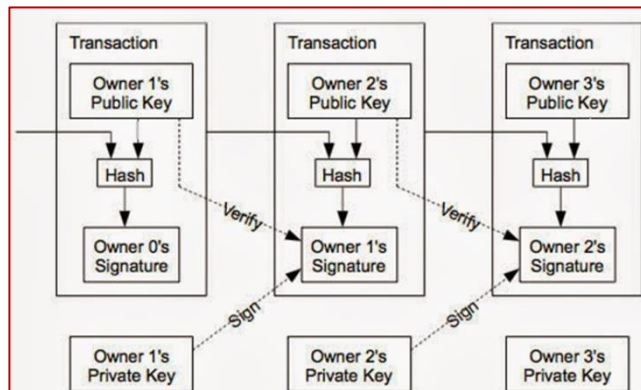 Transaction
Transaction
Transaction
Owner 1's
Public Key
Owner 2's
Public Key
Owner 3's
Public Key
Hash
Hash
Hash
Verify
Verify
Owner 0's
Signature
Owner 1's
Signature
Owner 2's
Signature
Sign
Sign
Owner 1's
Private Key
Owner 2's
Private Key
Owner 3's
Private Key